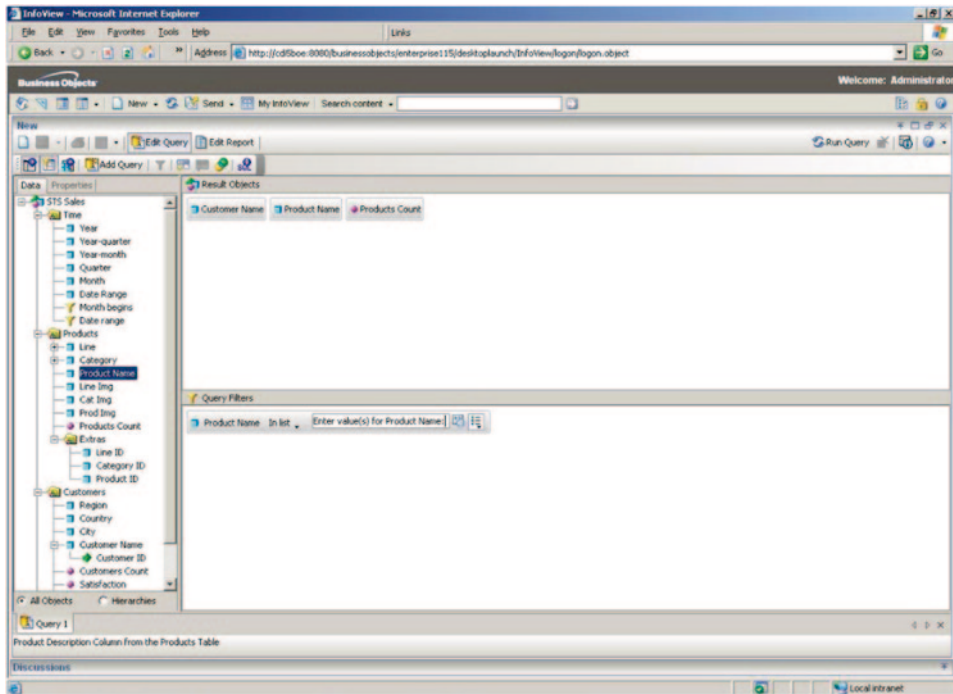 InfoView - Microsoft Internet Explorer
File Edit View Favorites Tools Help Links
Back Address http://cdi5boe:8080/businessobjects/enterprise115/desktoplaunch/InfoView/logon/logon.object Go
Business Objects Welcome: Administrator
New Send My InfoView Search content
New
Edit Query Edit Report Run Query
Add Query
Data Properties
STS Sales
Time
Year
Year-quarter
Year-month
Quarter
Month
Date Range
Month begins
Date range
Products
Line
Category
Product Name
Line Img
Cat Img
Prod Img
Products Count
Extras
Line ID
Category ID
Product ID
Customers
Region
Country
City
Customer Name
Customer ID
Customers Count
Satisfaction
All Objects Hierarchies
Result Objects
Customer Name Product Name Products Count
Query Filters
Product Name In list Enter value(s) for Product Name:
Query 1
Product Description Column from the Products Table
Discussions
Local intranet